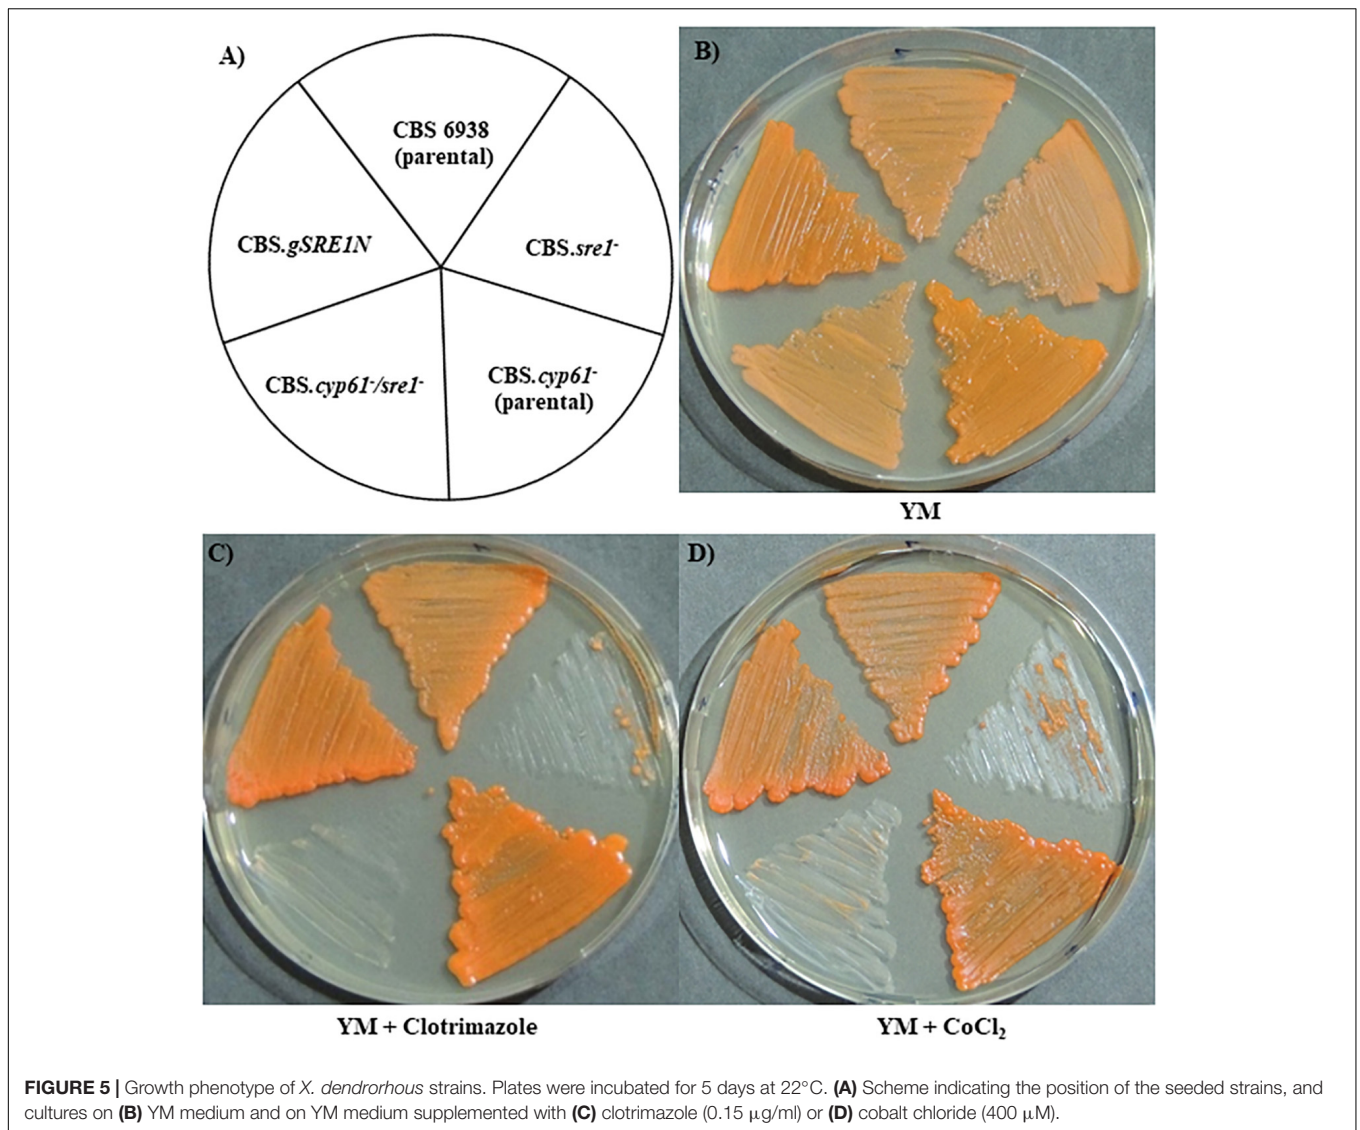 A)
CBS 6938
(parental)
CBS.gSRE1N
CBS.sre1-
CBS.cyp61-/sre1-
CBS.cyp61-
(parental)
B)
YM
C)
D)
YM + Clotrimazole
YM + CoCl₂
FIGURE 5 | Growth phenotype of X. dendrorhous strains. Plates were incubated for 5 days at 22°C. (A) Scheme indicating the position of the seeded strains, and
cultures on (B) YM medium and on YM medium supplemented with (C) clotrimazole (0.15 μg/ml) or (D) cobalt chloride (400 μM).